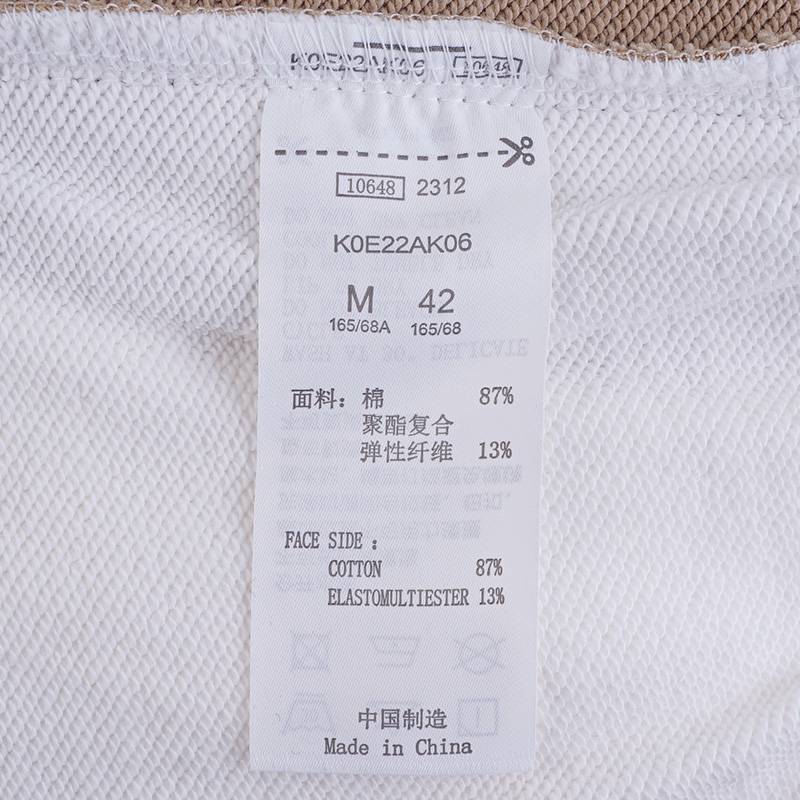 K0E22AK06 10648
10648 2312
K0E22AK06
M 42
165/68A 165/68
面料：棉 87%
聚酯复合
弹性纤维 13%
FACE SIDE：
COTTON 87%
ELASTOMULTIESTER 13%
中国制造
Made in China